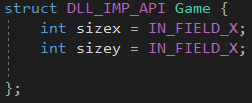 struct DLL_IMP_API Game {
    int sizex = IN_FIELD_X;
    int sizey = IN_FIELD_X;
};